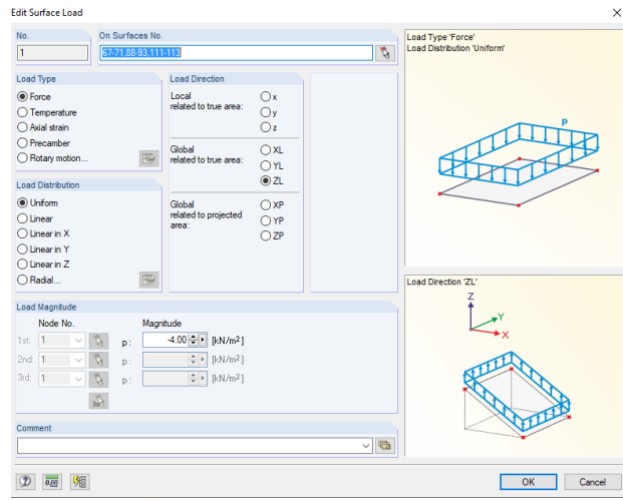 Edit Surface Load
No.
On Surfaces No.
1
67-71,88-93,111-113
Load Type
Force
Temperature
Axial strain
Precamber
Rotary motion...
Load Direction
Local
related to true area:
x
y
z
Global
related to true area:
XL
YL
ZL
Global
related to projected
area:
XP
YP
ZP
Load Distribution
Uniform
Linear
Linear in X
Linear in Y
Linear in Z
Radial...
Load Magnitude
Node No.
Magnitude
1st: 1 p: -4.00 [kN/m2]
2nd: 1 p: [kN/m2]
3rd: 1 p: [kN/m2]
Comment
Load Type 'Force'
Load Distribution 'Uniform'
P
Load Direction 'ZL'
Z
Y
X
0.00
OK
Cancel